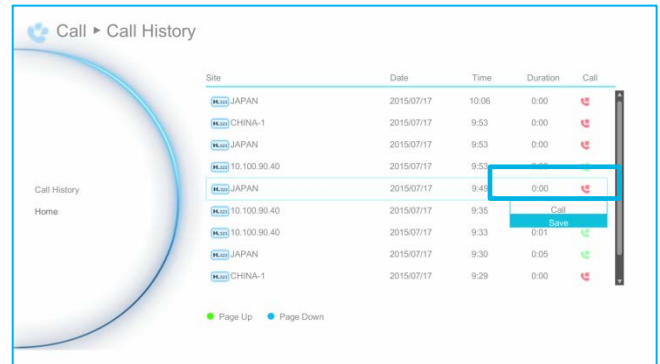 Call ▸ Call History
Site Date Time Duration Call
H.323 JAPAN 2015/07/17 10:06 0:00
H.323 CHINA-1 2015/07/17 9:53 0:00
H.323 JAPAN 2015/07/17 9:53 0:00
H.323 10.100.90.40 2015/07/17 9:53
Call History
H.323 JAPAN 2015/07/17 9:49 0:00
Home
H.323 10.100.90.40 2015/07/17 9:35
Call
Save
H.323 10.100.90.40 2015/07/17 9:33 0:01
H.323 JAPAN 2015/07/17 9:30 0:05
H.323 CHINA-1 2015/07/17 9:29 0:00
Page Up Page Down